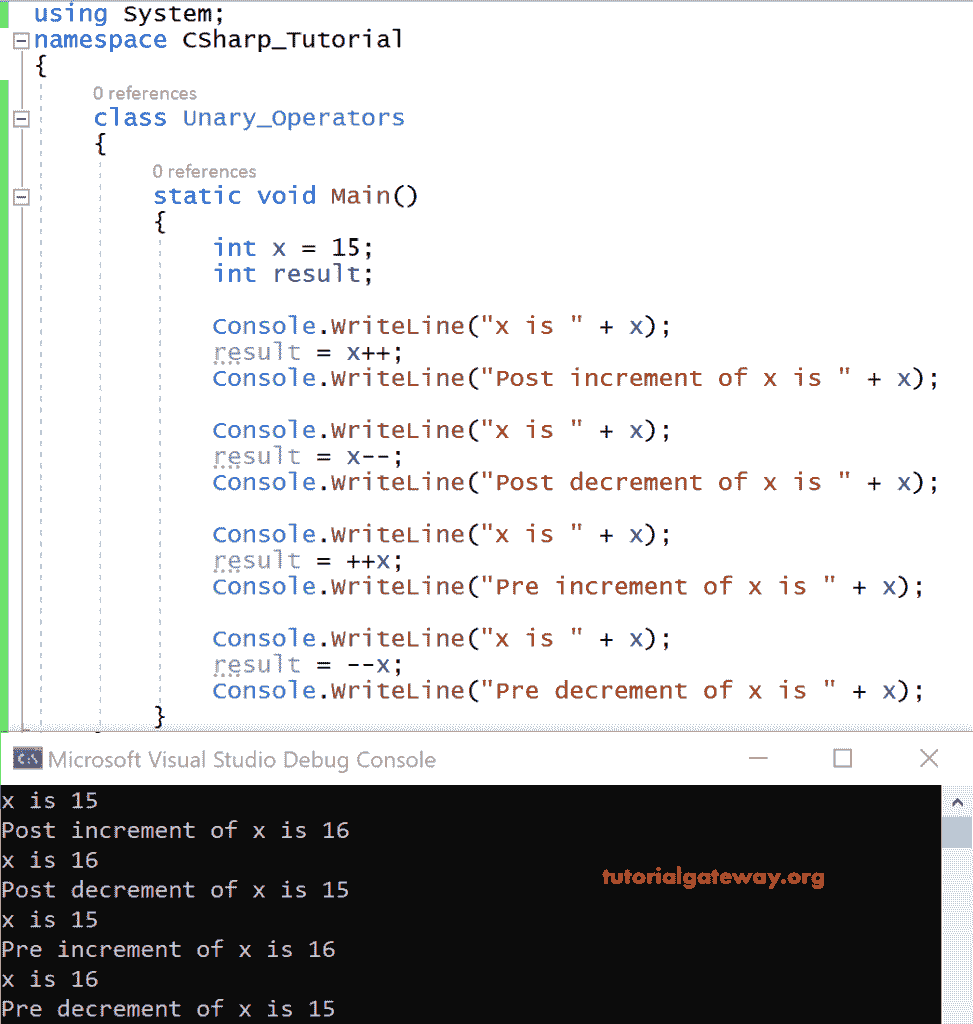 using System;
namespace CSharp_Tutorial
{
0 references
class Unary_Operators
{
0 references
static void Main()
{
int x = 15;
int result;
Console.WriteLine("x is " + x);
result = x++;
Console.WriteLine("Post increment of x is " + x);
Console.WriteLine("x is " + x);
result = x--;
Console.WriteLine("Post decrement of x is " + x);
Console.WriteLine("x is " + x);
result = ++x;
Console.WriteLine("Pre increment of x is " + x);
Console.WriteLine("x is " + x);
result = --x;
Console.WriteLine("Pre decrement of x is " + x);
}
C:\ Microsoft Visual Studio Debug Console
x is 15
Post increment of x is 16
x is 16
Post decrement of x is 15
tutorialgateway.org
x is 15
Pre increment of x is 16
x is 16
Pre decrement of x is 15